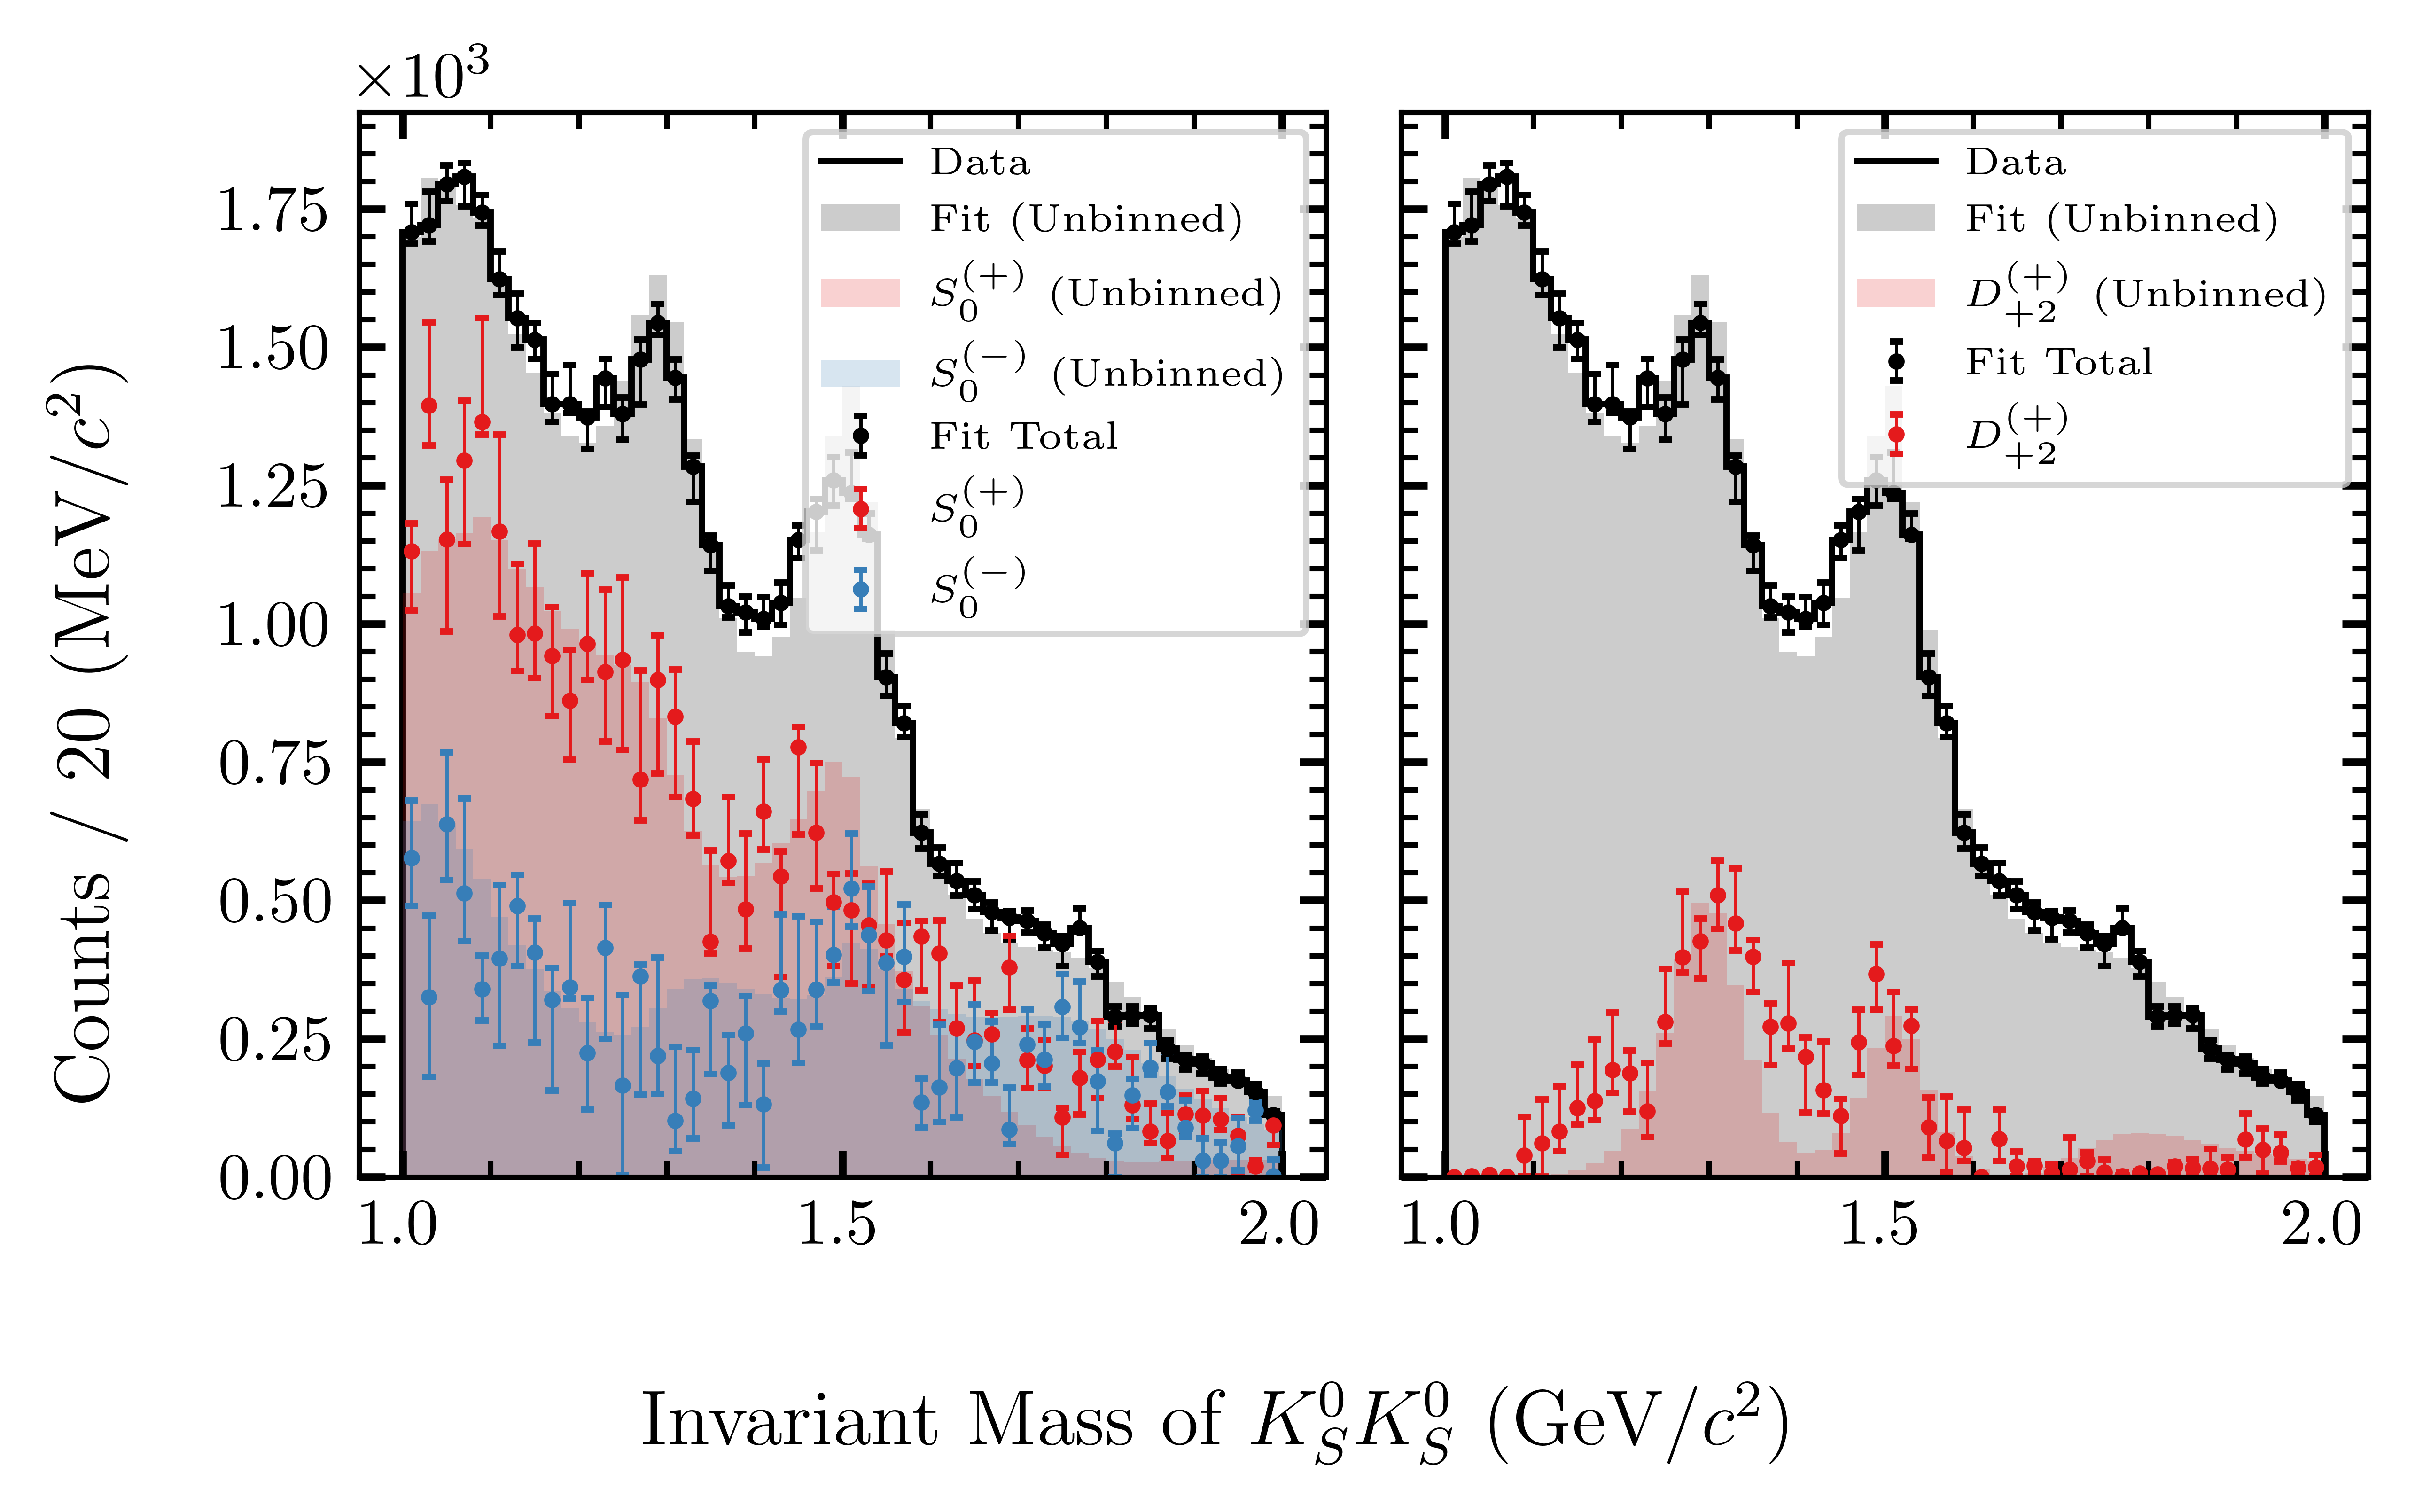 ×10³
Counts / 20 (MeV/c²)
1.75
1.50
1.25
1.00
0.75
0.50
0.25
0.00
Data
Fit (Unbinned)
S₀⁽⁺⁾ (Unbinned)
S₀⁽⁻⁾ (Unbinned)
Fit Total
S₀⁽⁺⁾
S₀⁽⁻⁾
1.0 1.5 2.0
Data
Fit (Unbinned)
D₊₂⁽⁺⁾ (Unbinned)
Fit Total
D₊₂⁽⁺⁾
1.0 1.5 2.0
Invariant Mass of K⁰_S K⁰_S (GeV/c²)